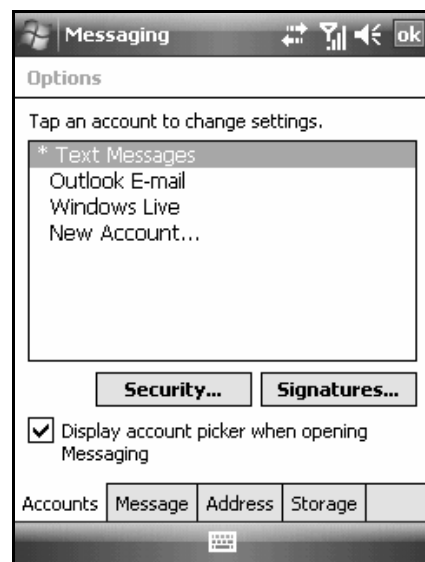 Messaging
ok
Options
Tap an account to change settings.
* Text Messages
Outlook E-mail
Windows Live
New Account...
Security... Signatures...
Display account picker when opening
Messaging
Accounts Message Address Storage